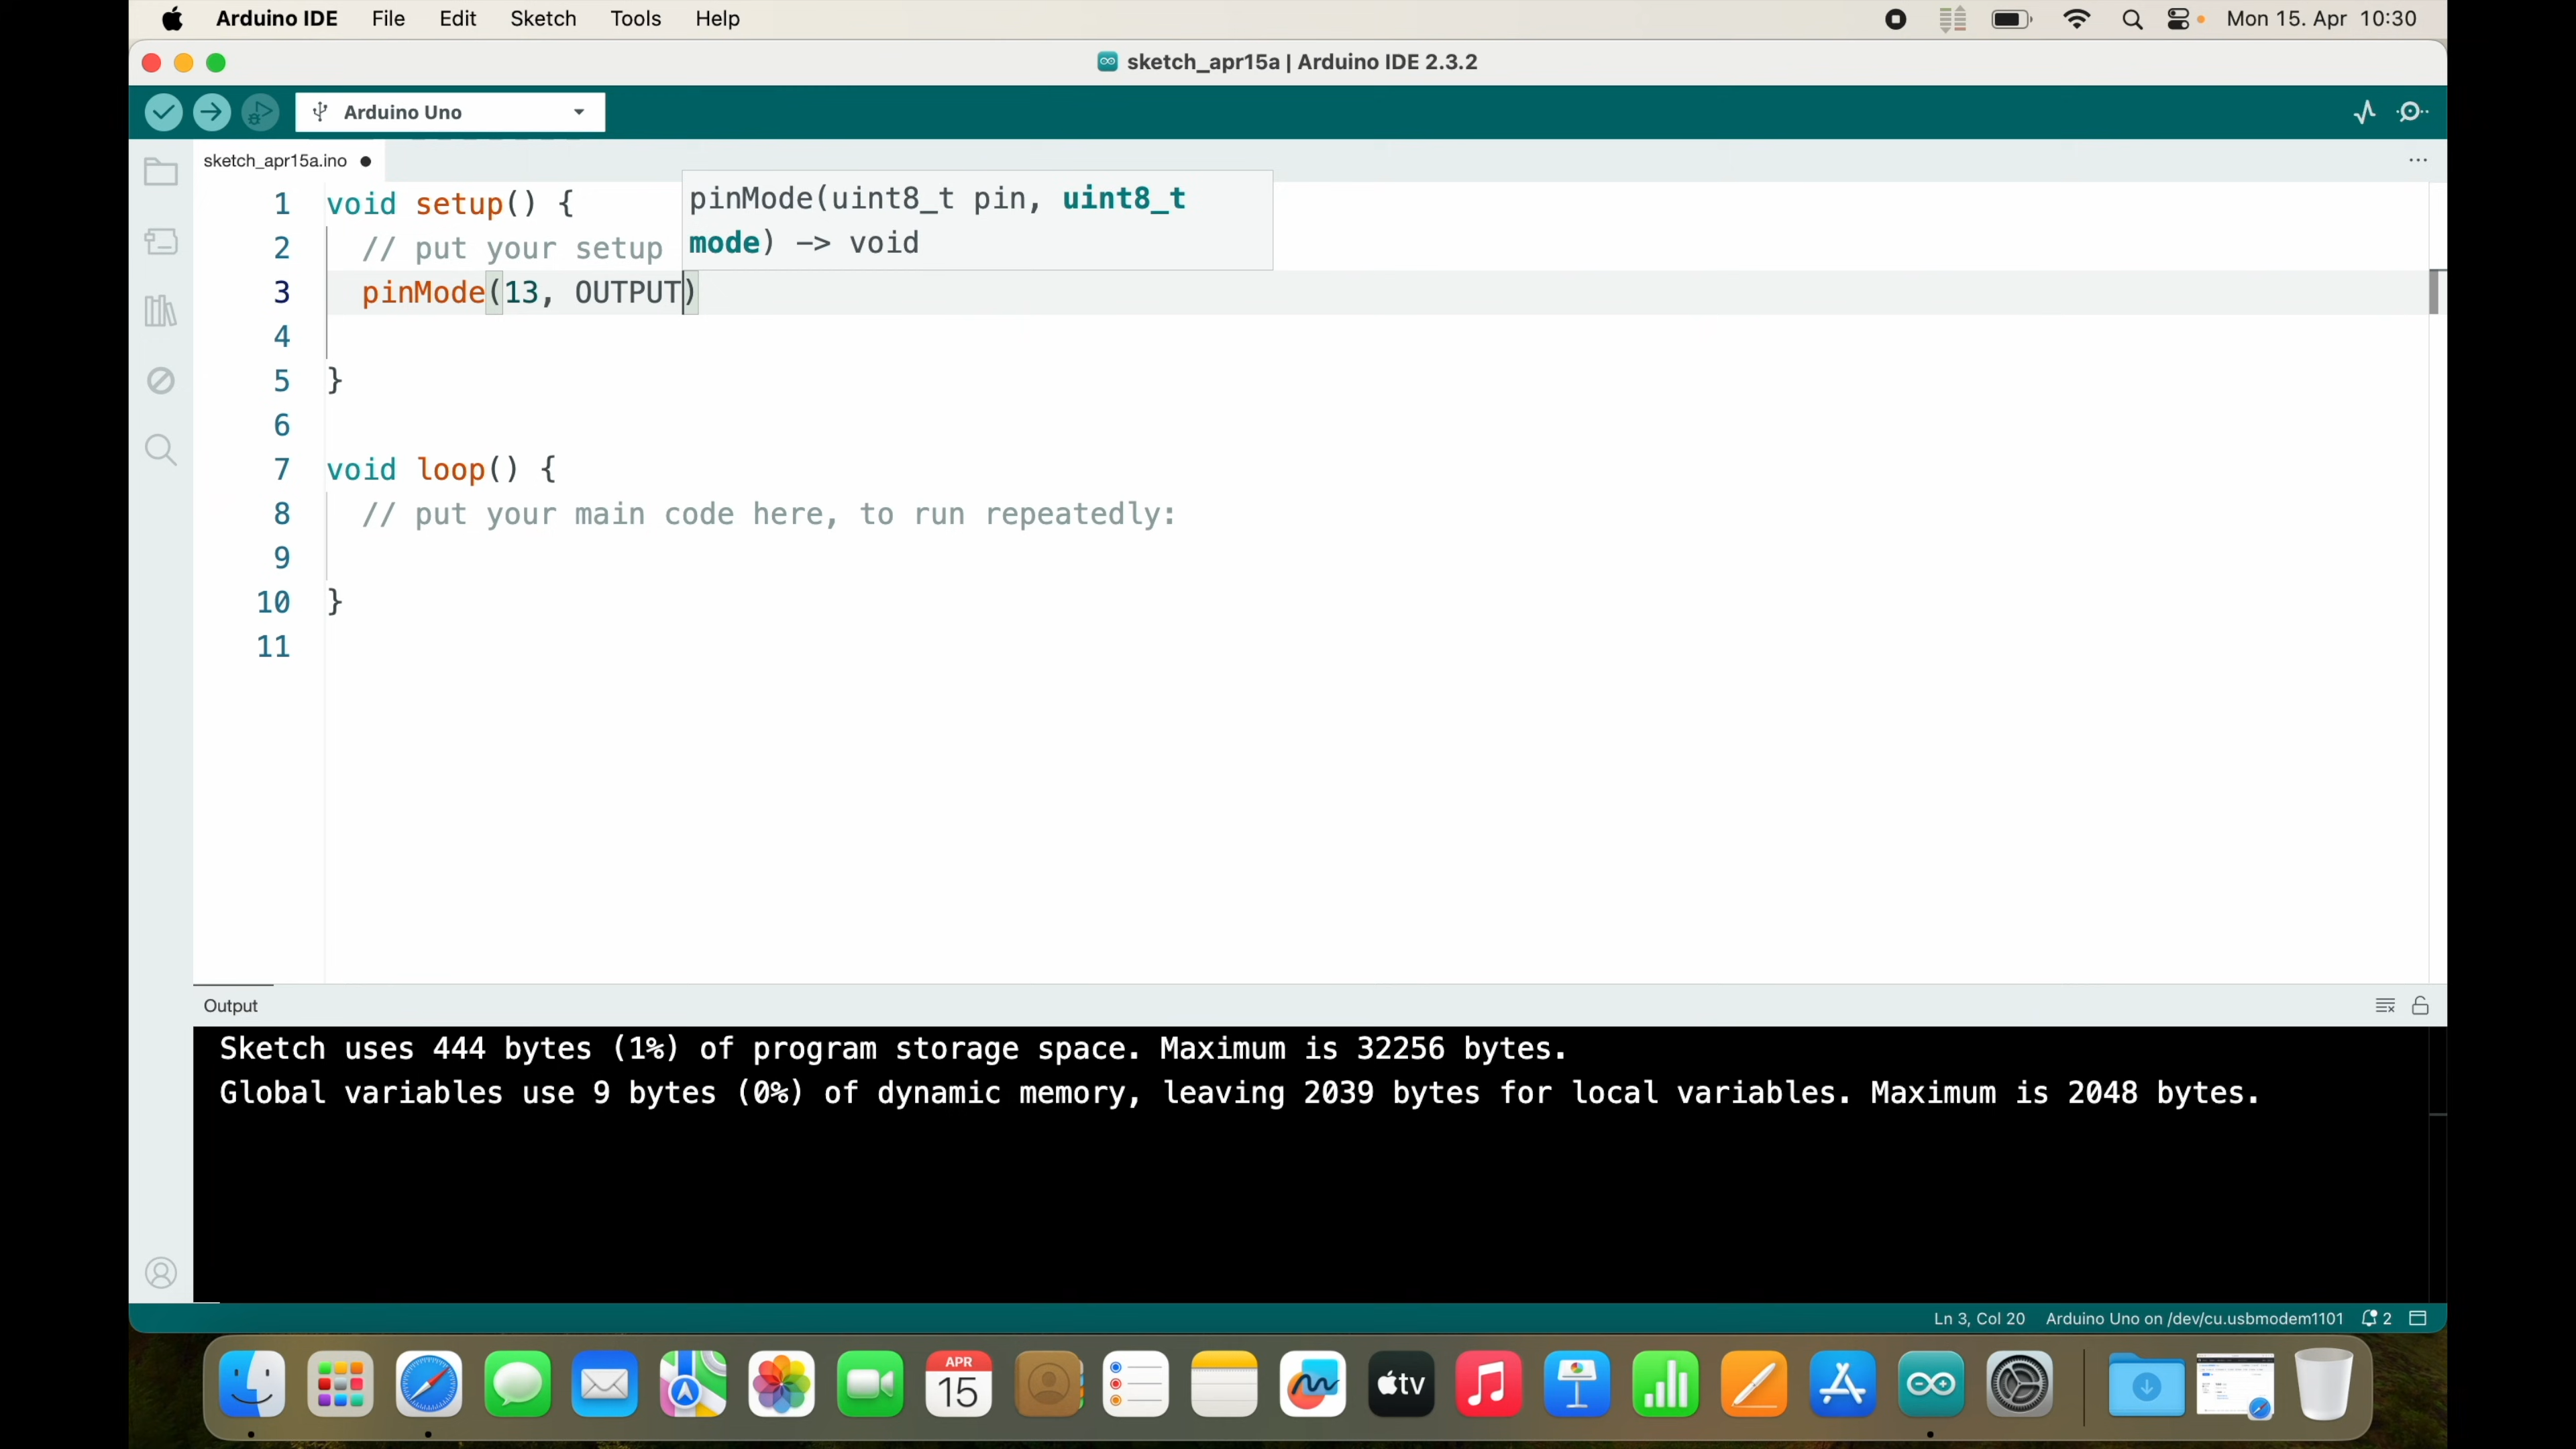 Arduino IDE File Edit Sketch Tools Help Mon 15. Apr 10:30
sketch_apr15a | Arduino IDE 2.3.2
Arduino Uno
sketch_apr15a.ino
pinMode(uint8_t pin, uint8_t
mode) -> void
1 void setup() {
2 // put your setup
3 pinMode(13, OUTPUT)
4
5 }
6
7 void loop() {
8 // put your main code here, to run repeatedly:
9
10 }
11
Output
Sketch uses 444 bytes (1%) of program storage space. Maximum is 32256 bytes.
Global variables use 9 bytes (0%) of dynamic memory, leaving 2039 bytes for local variables. Maximum is 2048 bytes.
Ln 3, Col 20 Arduino Uno on /dev/cu.usbmodem1101 2
APR
15
tv